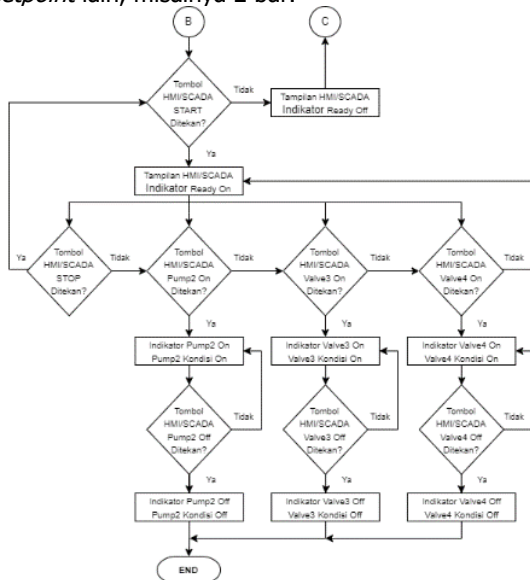 B
C
Tombol
HMI/SCADA
START
Ditekan?
Tidak
Tampilan HMI/SCADA
Indikator Ready Off
Ya
Tampilan HMI/SCADA
Indikator Ready On
Ya
Tombol
HMI/SCADA
STOP
Ditekan?
Tidak
Tombol
HMI/SCADA
Pump2 On
Ditekan?
Tidak
Tombol
HMI/SCADA
Valve3 On
Ditekan?
Tidak
Tombol
HMI/SCADA
Valve4 On
Ditekan?
Tidak
Ya
Ya
Ya
Indikator Pump2 On
Pump2 Kondisi On
Indikator Valve3 On
Valve3 Kondisi On
Indikator Valve4 On
Valve4 Kondisi On
Tombol
HMI/SCADA
Pump2 Off
Ditekan?
Tidak
Tombol
HMI/SCADA
Valve3 Off
Ditekan?
Tidak
Tombol
HMI/SCADA
Valve4 Off
Ditekan?
Tidak
Ya
Ya
Ya
Indikator Pump2 Off
Pump2 Kondisi Off
Indikator Valve3 Off
Valve3 Kondisi Off
Indikator Valve4 Off
Valve4 Kondisi Off
END